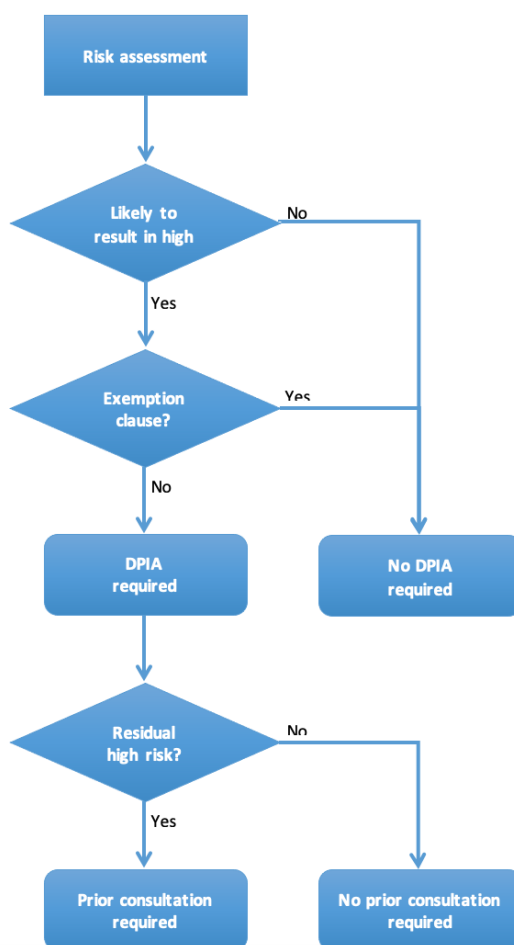 Risk assessment
Likely to
result in high
No
Yes
Exemption
clause?
Yes
No
DPIA
required
No DPIA
required
Residual
high risk?
No
Yes
Prior consultation
required
No prior consultation
required